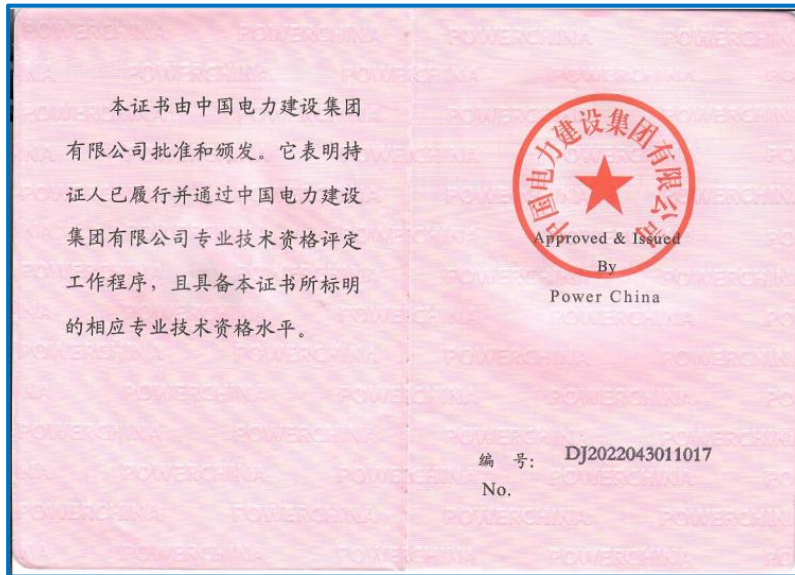 本证书由中国电力建设集团
有限公司批准和颁发。它表明持
证人已履行并通过中国电力建设
集团有限公司专业技术资格评定
工作程序，且具备本证书所标明
的相应专业技术资格水平。
中国电力建设集团有限公司
Approved & Issued
By
Power China
编 号： DJ2022043011017
No.
POWERCHINA